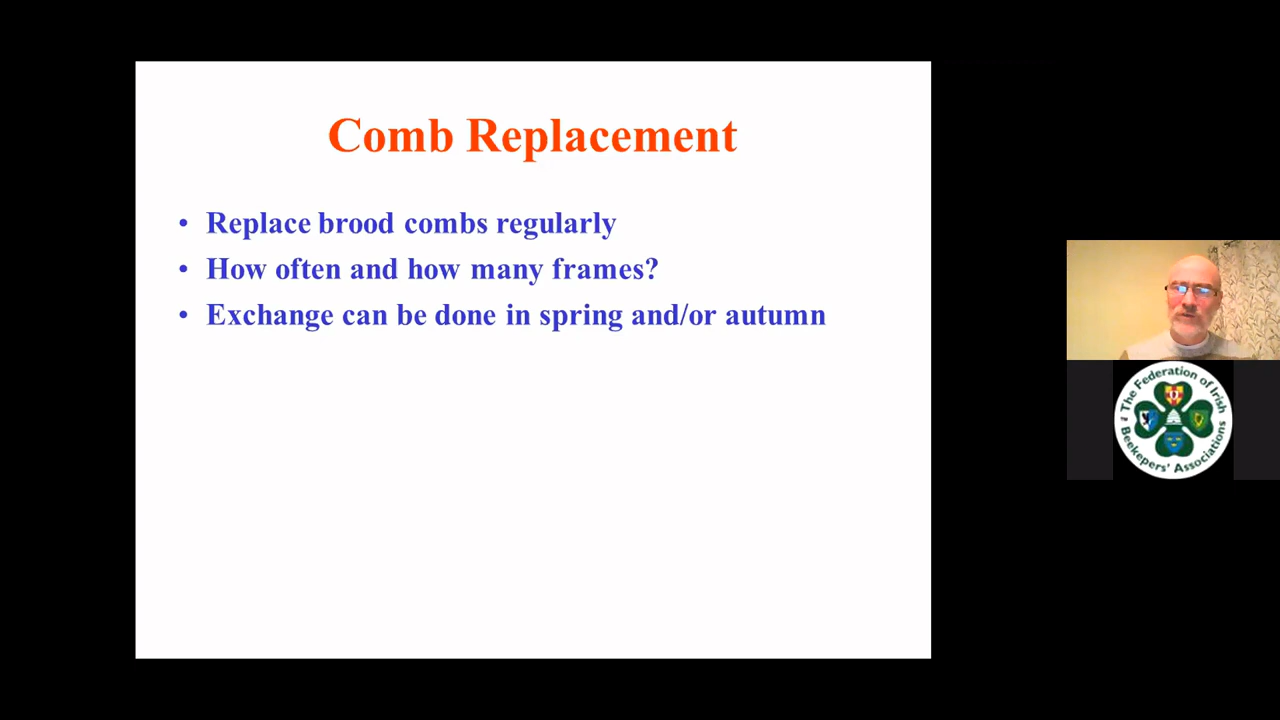 Comb Replacement
• Replace brood combs regularly
• How often and how many frames?
• Exchange can be done in spring and/or autumn
The Federation of Irish
Beekepers' Associations